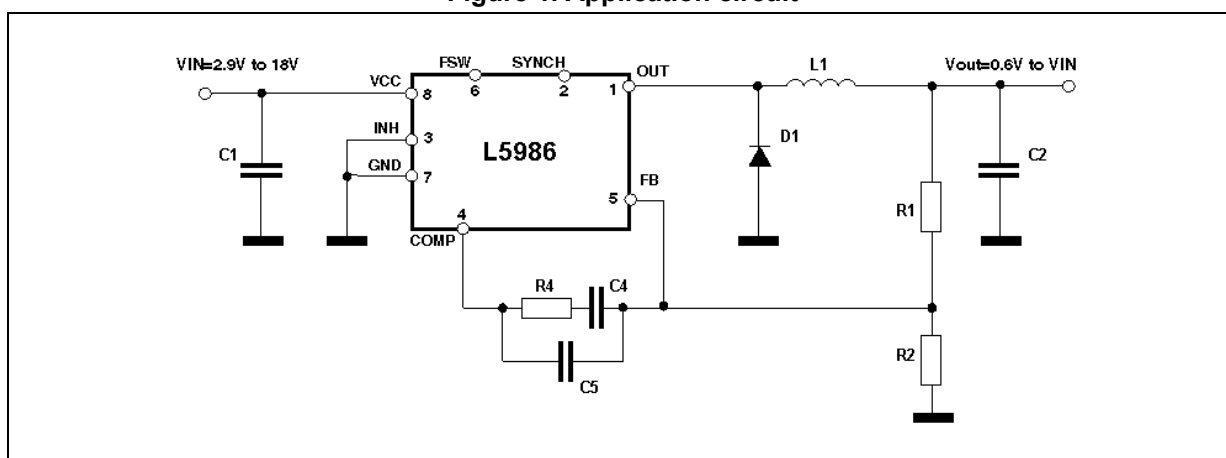 Figure 1. Application circuit
VIN=2.9V to 18V
VCC
FSW
SYNCH
OUT
L1
Vout=0.6V to VIN
8
6
2
1
INH
3
C1
L5986
D1
C2
GND
7
FB
5
R1
4
COMP
R4
C4
C5
R2